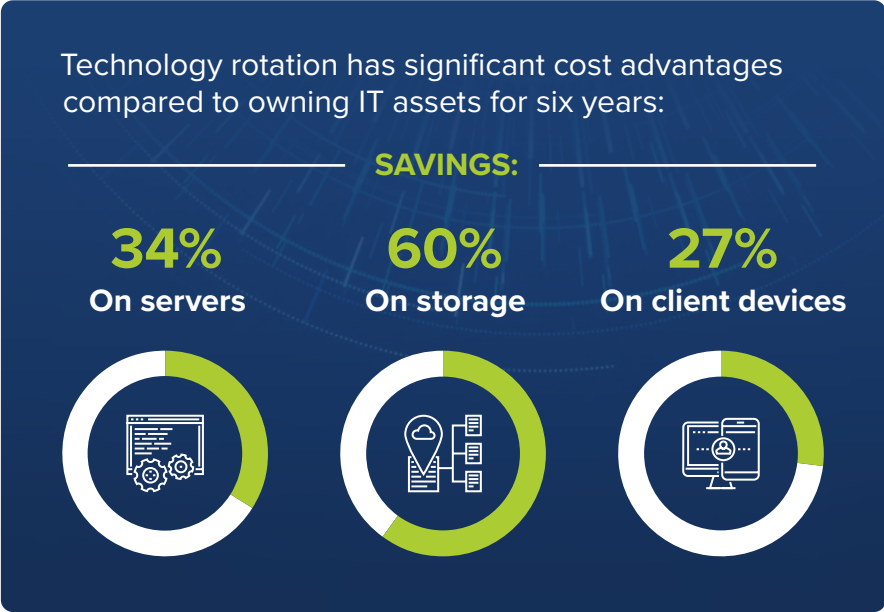 Technology rotation has significant cost advantages
compared to owning IT assets for six years:
SAVINGS:
34%
On servers
60%
On storage
27%
On client devices